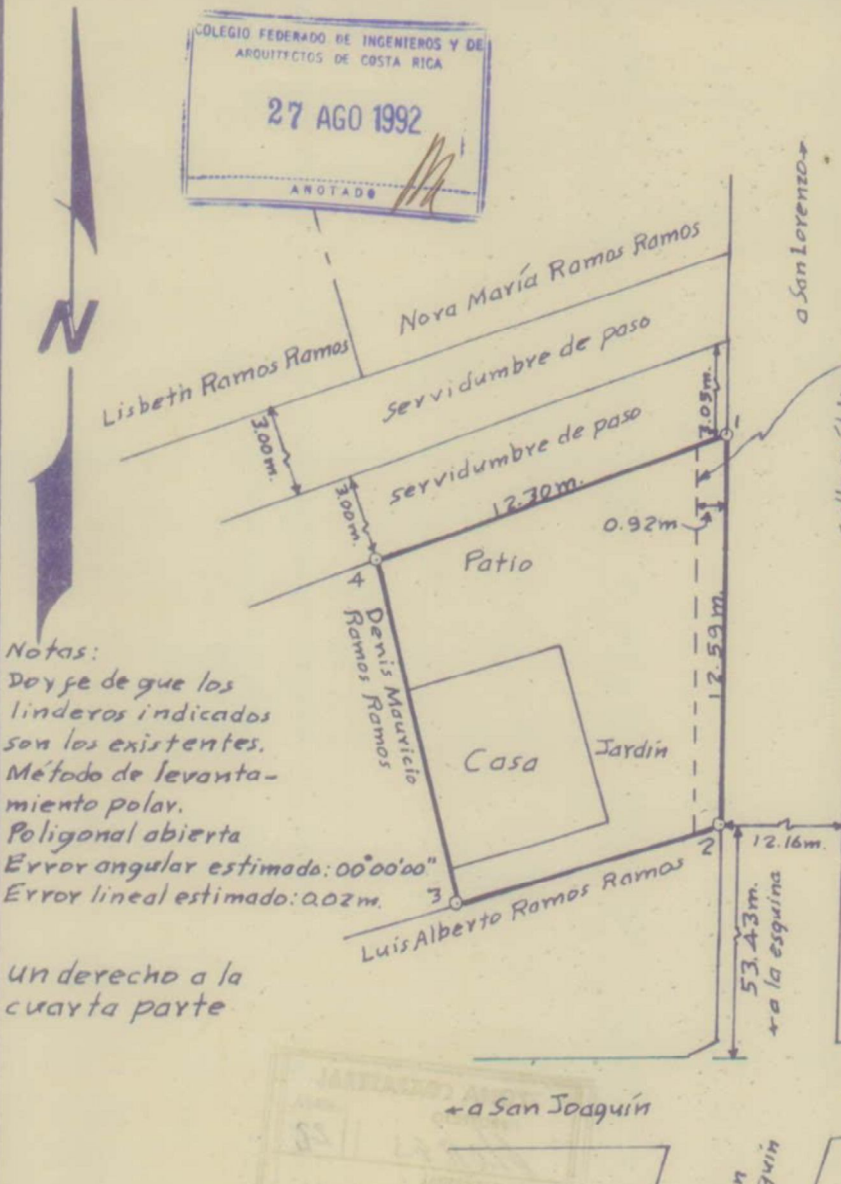 COLEGIO FEDERADO DE INGENIEROS Y DE
ARQUITECTOS DE COSTA RICA
27 AGO 1992
ANOTADO
N
a San Lorenzo
Nora María Ramos Ramos
Lisbeth Ramos Ramos
servidumbre de paso
3.00m.
3.05m.
1
servidumbre de paso
3.00m.
12.30m.
0.92m
4
Patio
Denis Mauricio
Ramos Ramos
12.59m.
Casa
Jardín
Notas:
Doy fe de que los
linderos indicados
son los existentes.
Método de levanta-
miento polar.
Poligonal abierta
Error angular estimado: 00°00'00"
Error lineal estimado: 0.02m.
2
12.16m.
3
Luis Alberto Ramos Ramos
53.43m.
a la esquina
un derecho a la
cuarta parte
a San Joaquín